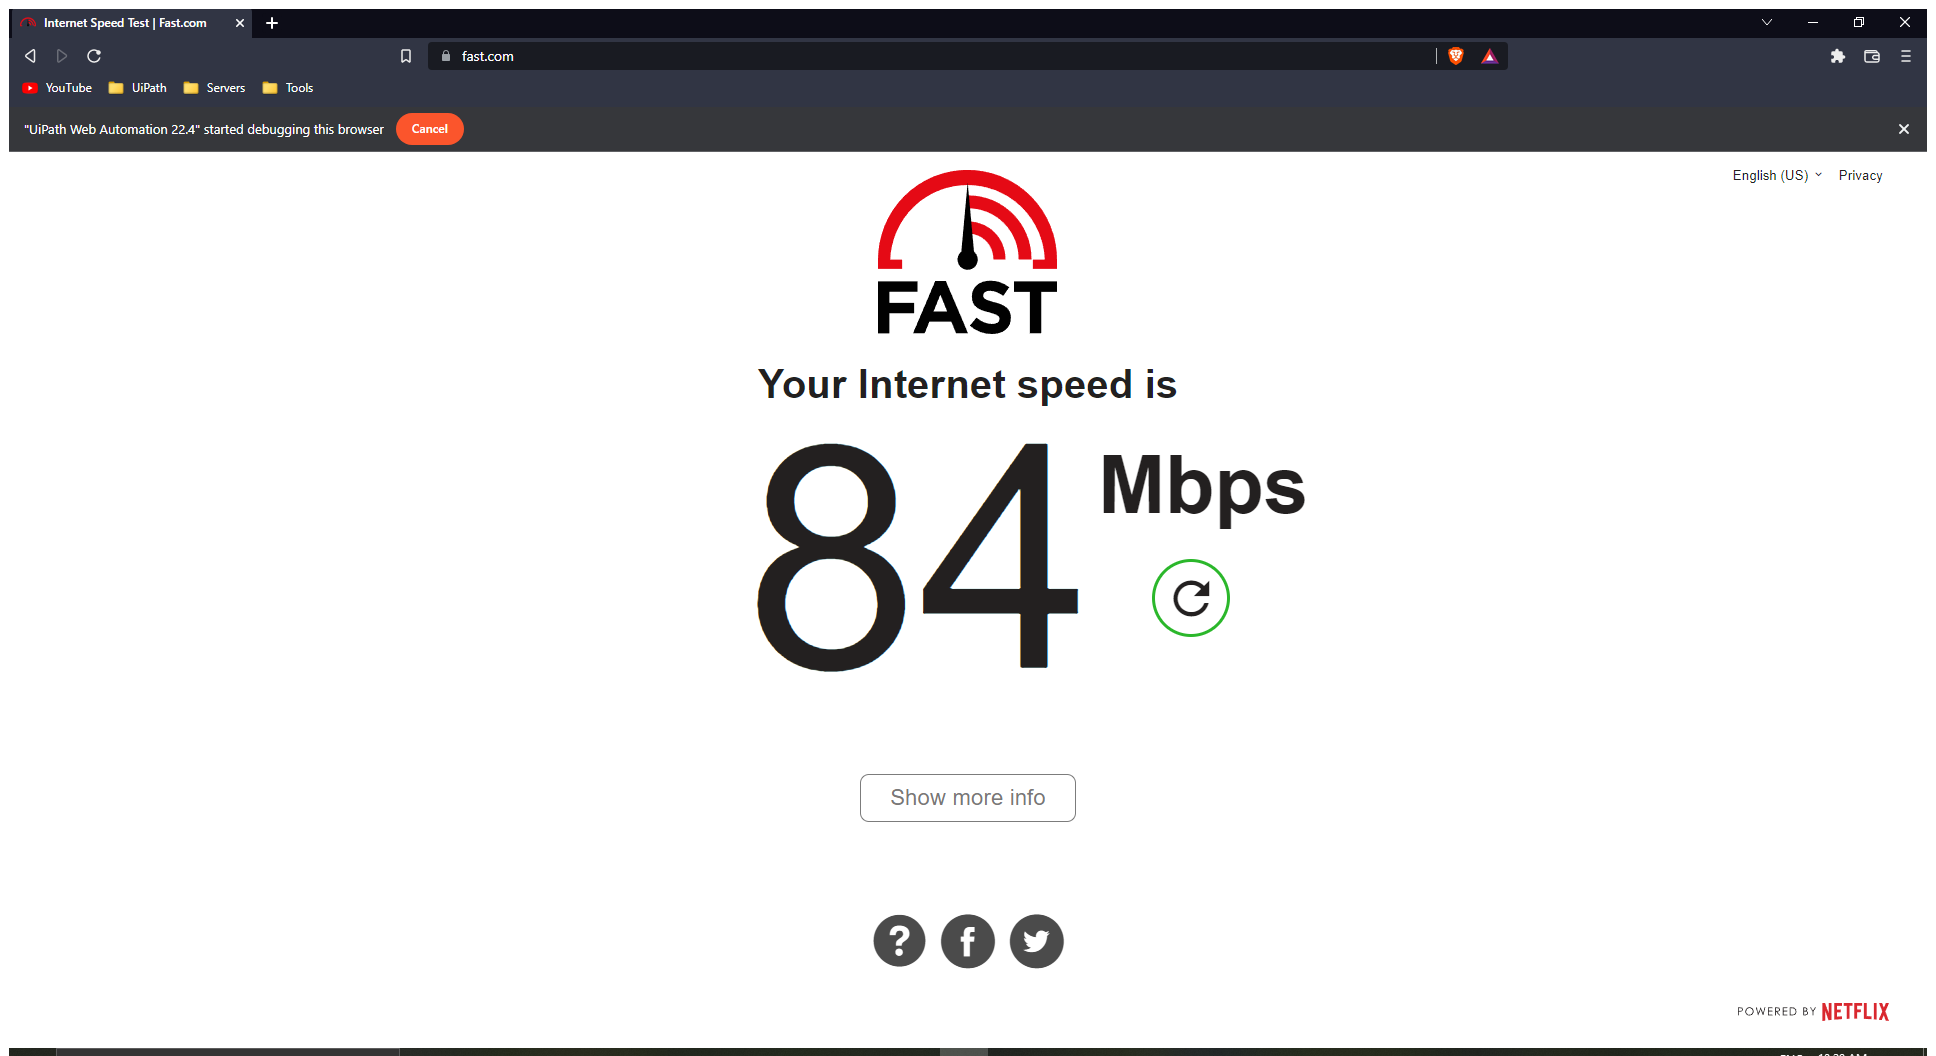 Internet Speed Test | Fast.com
fast.com
YouTube UiPath Servers Tools
"UiPath Web Automation 22.4" started debugging this browser Cancel
English (US) Privacy
FAST
Your Internet speed is
84 Mbps
Show more info
POWERED BY NETFLIX